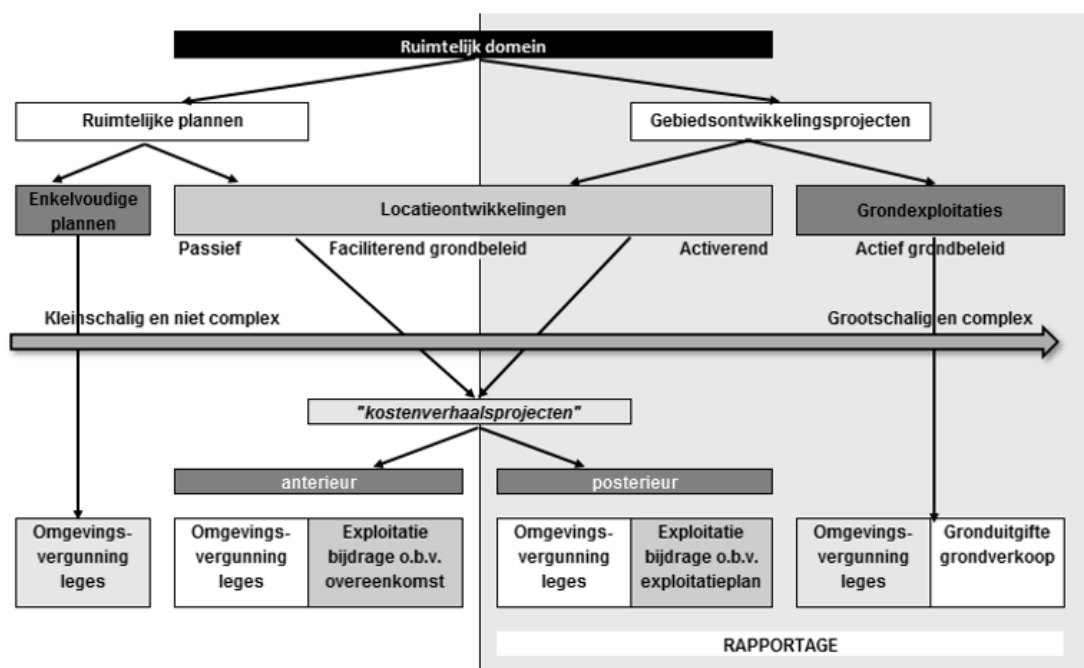 Ruimtelijk domein
Ruimtelijke plannen
Gebiedsontwikkelingsprojecten
Enkelvoudige
plannen
Locatieontwikkelingen
Grondexploitaties
Passief
Faciliterend grondbeleid
Activerend
Actief grondbeleid
Kleinschalig en niet complex
Grootschalig en complex
"kostenverhaalsprojecten"
anterieur
posterieur
Omgevings-
vergunning
leges
Omgevings-
vergunning
leges
Exploitatie
bijdrage o.b.v.
overeenkomst
Omgevings-
vergunning
leges
Exploitatie
bijdrage o.b.v.
exploitatieplan
Omgevings-
vergunning
leges
Gronduitgifte
grondverkoop
RAPPORTAGE